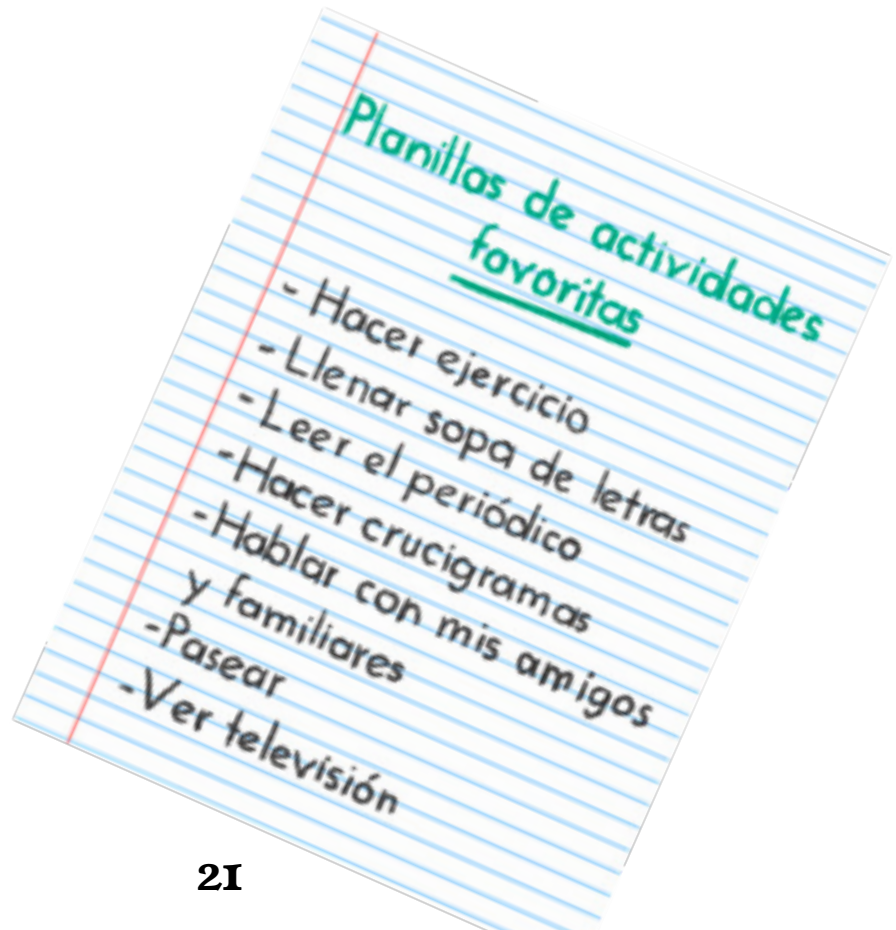 Planillas de actividades
favoritas
- Hacer ejercicio
- Llenar sopa de letras
- Leer el periódico
-Hacer crucigramas
-Hablar con mis amigos
y familiares
-Pasear
-Ver televisión
21